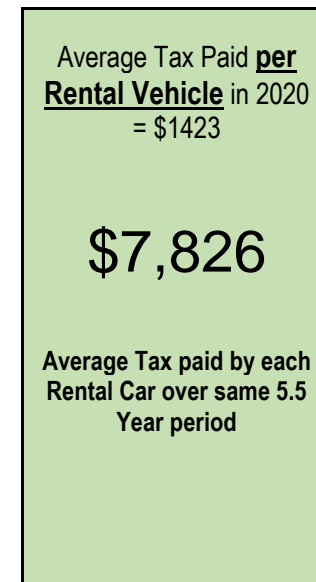 Average Tax Paid per
Rental Vehicle in 2020
= $1423
$7,826
Average Tax paid by each
Rental Car over same 5.5
Year period